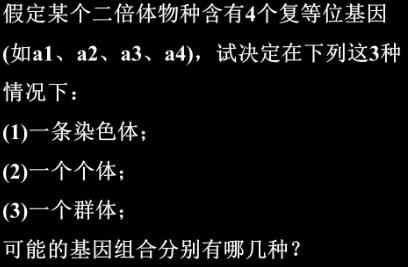 假定某个二倍体物种含有4个复等位基因
(如a1、a2、a3、a4)，试决定在下列这3种
情况下：
(1)一条染色体；
(2)一个个体；
(3)一个群体；
可能的基因组合分别有哪几种？